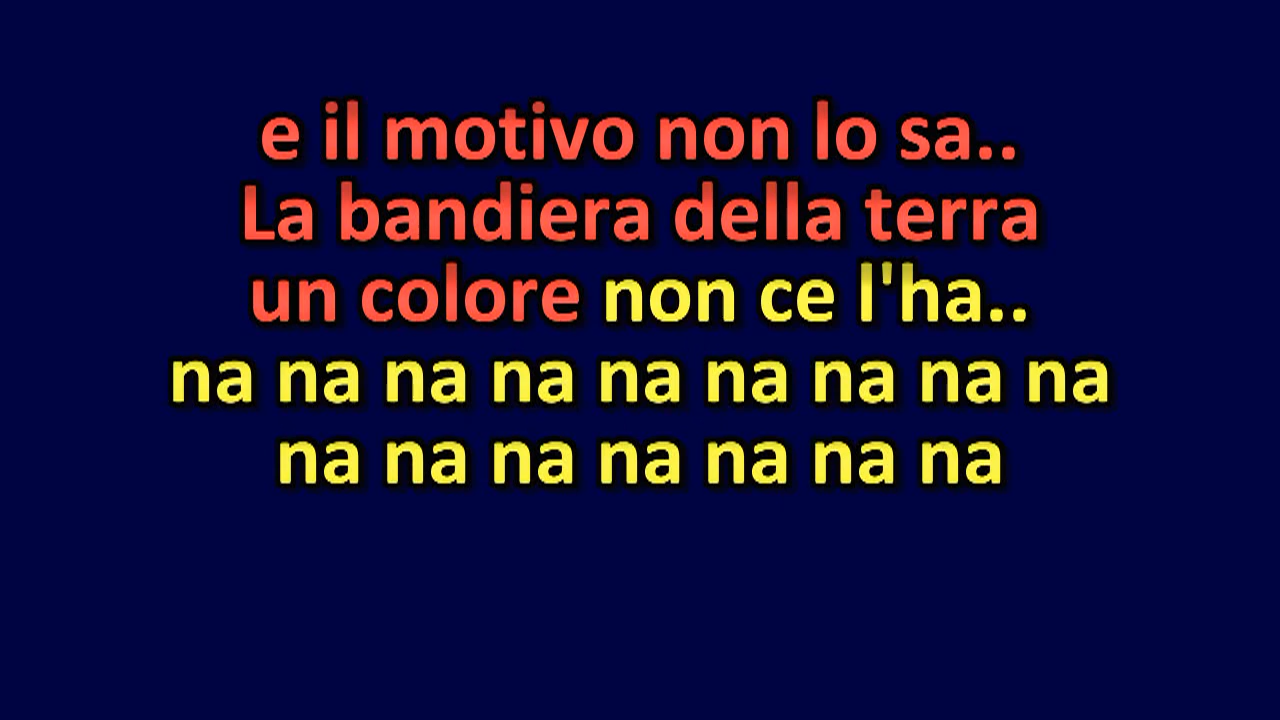 e il motivo non lo sa..
La bandiera della terra
un colore non ce l'ha..
na na na na na na na na na
na na na na na na na